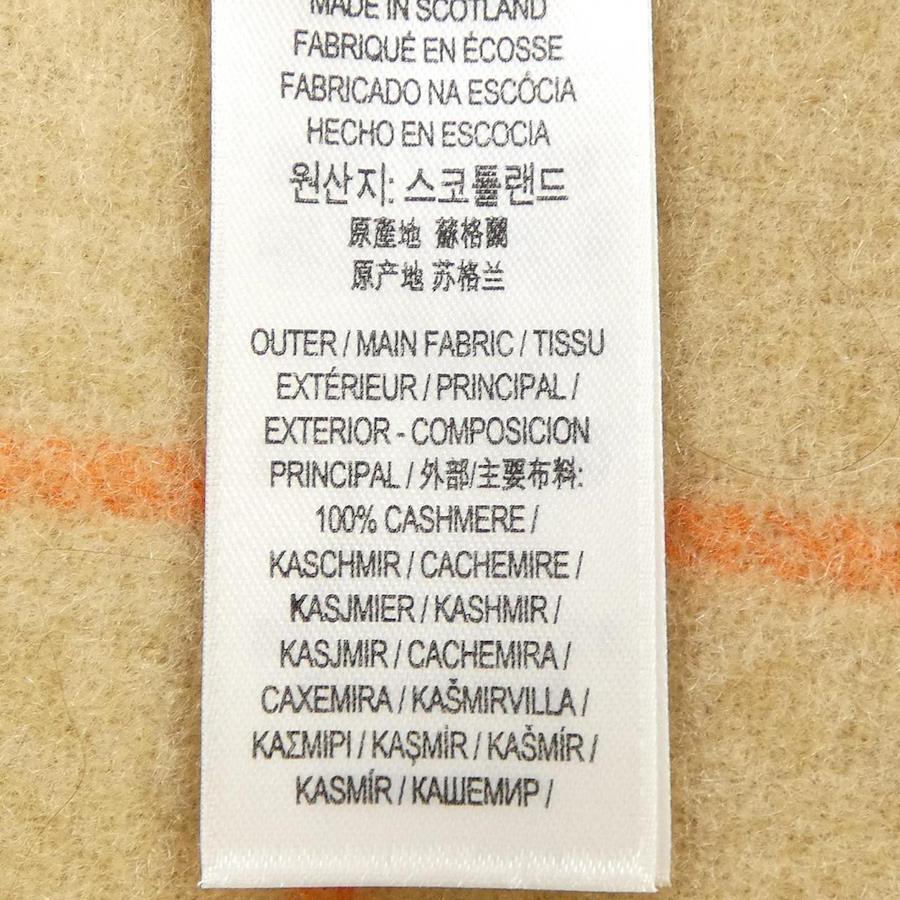 MADE IN SCOTLAND
FABRIQUÉ EN ÉCOSSE
FABRICADO NA ESCÓCIA
HECHO EN ESCOCIA
원산지: 스코틀랜드
原産地 蘇格蘭
原产地 苏格兰
OUTER / MAIN FABRIC / TISSU
EXTÉRIEUR / PRINCIPAL /
EXTERIOR - COMPOSICION
PRINCIPAL / 外部/主要布料:
100% CASHMERE /
KASCHMIR / CACHEMIRE /
KASJMIER / KASHMIR /
KASJMIR / CACHEMIRA /
CAXEMIRA / KAŠMIRVILLA /
ΚΑΣΜΙΡΙ / KAŞMİR / KAŠMÍR /
KASMÍR / КАШЕМИР /